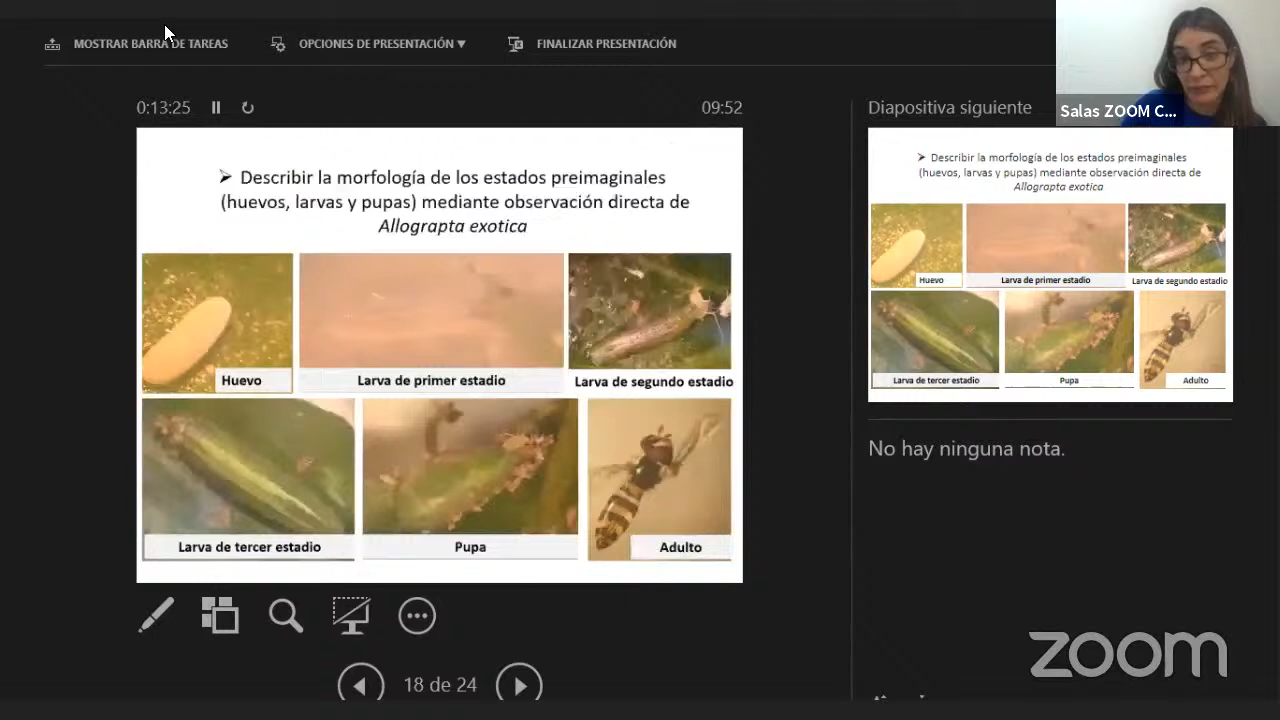 MOSTRAR BARRA DE TAREAS
OPCIONES DE PRESENTACIÓN
FINALIZAR PRESENTACIÓN
Salas ZOOM C...
0:13:25
09:52
Diapositiva siguiente
Describir la morfología de los estados preimaginales
(huevos, larvas y pupas) mediante observación directa de
Allograpta exotica
Huevo
Larva de primer estadio
Larva de segundo estadio
Larva de tercer estadio
Pupa
Adulto
Describir la morfología de los estados preimaginales
(huevos, larvas y pupas) mediante observación directa de
Allograpta exotica
Huevo
Larva de primer estadio
Larva de segundo estadio
Larva de tercer estadio
Pupa
Adulto
No hay ninguna nota.
18 de 24
zoom